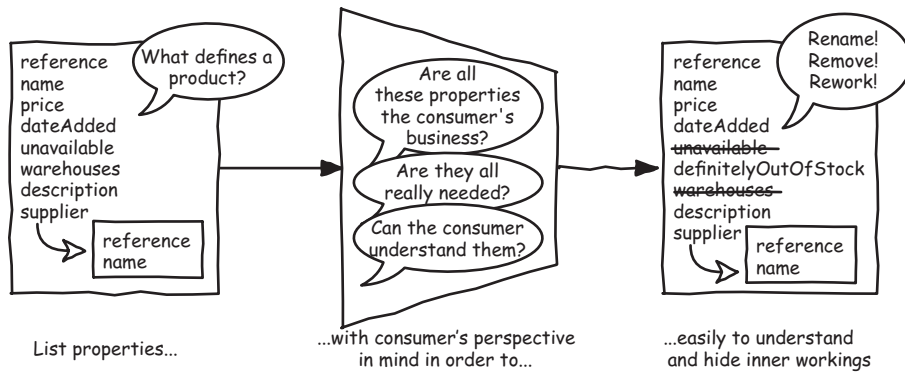 What defines a
product?
reference
name
price
dateAdded
unavailable
warehouses
description
supplier
reference
name
List properties...
Are all
these properties
the consumer's
business?
Are they all
really needed?
Can the consumer
understand them?
...with consumer's perspective
in mind in order to...
Rename!
Remove!
Rework!
reference
name
price
dateAdded
unavailable
definitelyOutOfStock
warehouses
description
supplier
reference
name
...easily to understand
and hide inner workings